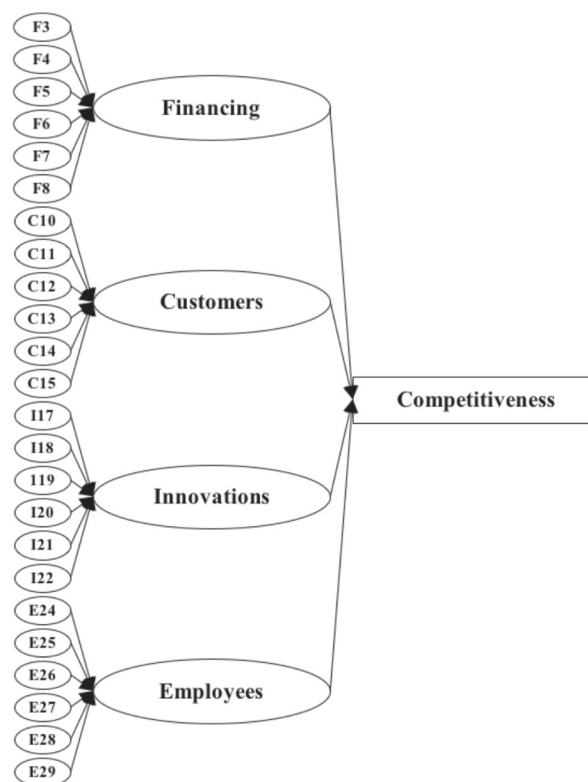 F3
F4
F5
F6
F7
F8
Financing
C10
C11
C12
C13
C14
C15
Customers
I17
I18
119
I20
I21
I22
Innovations
E24
E25
E26
E27
E28
E29
Employees
Competitiveness